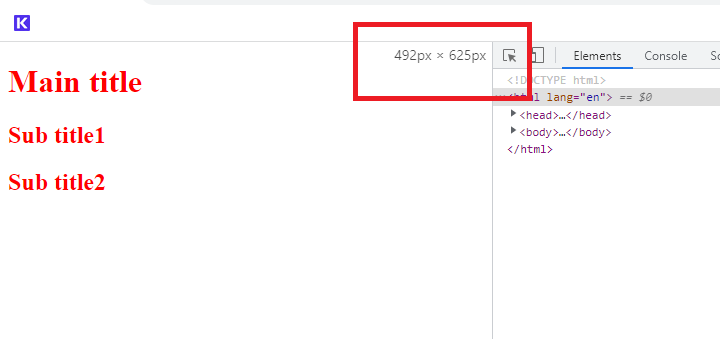 K
492px × 625px
Elements Console
Main title
Sub title1
Sub title2
<!DOCTYPE html>
<html lang="en"> == $0
<head>…</head>
<body>…</body>
</html>